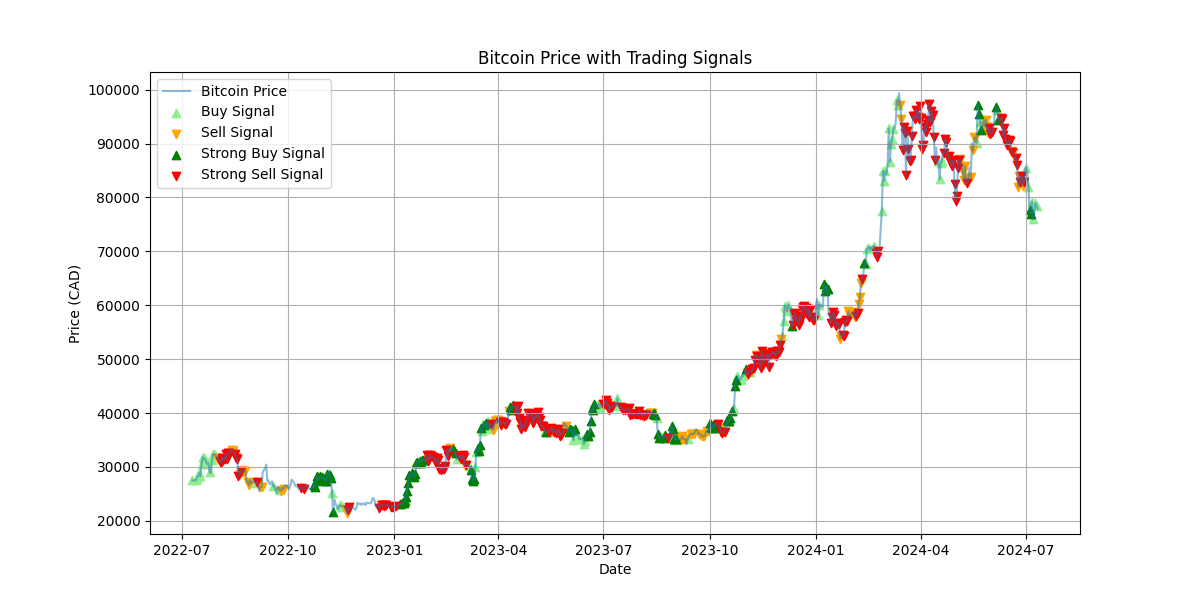 Bitcoin Price with Trading Signals
Bitcoin Price
Buy Signal
Sell Signal
Strong Buy Signal
Strong Sell Signal
Price (CAD)
100000
90000
80000
70000
60000
50000
40000
30000
20000
2022-07 2022-10 2023-01 2023-04 2023-07 2023-10 2024-01 2024-04 2024-07
Date